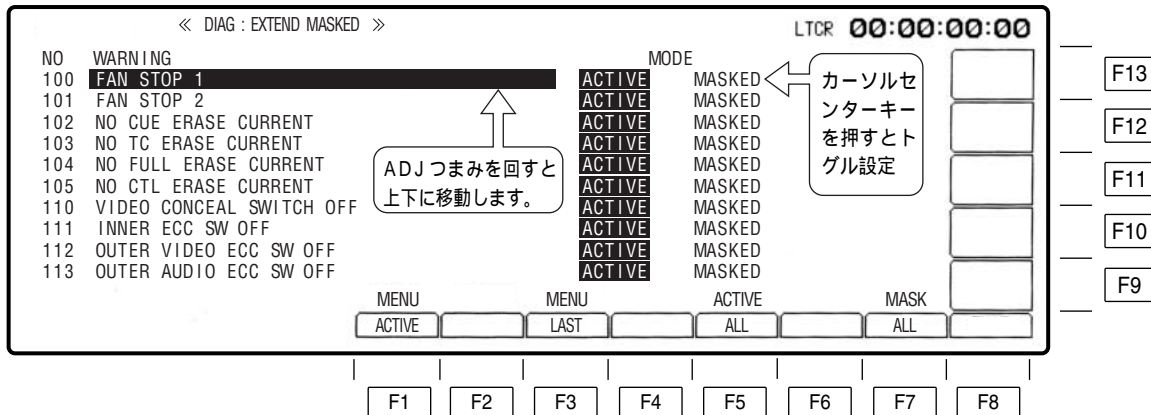 ≪ DIAG : EXTEND MASKED ≫ LTCR 00:00:00:00
NO WARNING MODE
100 FAN STOP 1 ACTIVE MASKED
101 FAN STOP 2 ACTIVE MASKED
102 NO CUE ERASE CURRENT ACTIVE MASKED
103 NO TC ERASE CURRENT ACTIVE MASKED
104 NO FULL ERASE CURRENT ACTIVE MASKED
105 NO CTL ERASE CURRENT ACTIVE MASKED
110 VIDEO CONCEAL SWITCH OFF ACTIVE MASKED
111 INNER ECC SW OFF ACTIVE MASKED
112 OUTER VIDEO ECC SW OFF ACTIVE MASKED
113 OUTER AUDIO ECC SW OFF ACTIVE MASKED
ADJつまみを回すと
上下に移動します。
カーソルセ
ンターキー
を押すとト
グル設定
MENU MENU ACTIVE MASK
ACTIVE LAST ALL ALL
F13
F12
F11
F10
F9
F1 F2 F3 F4 F5 F6 F7 F8